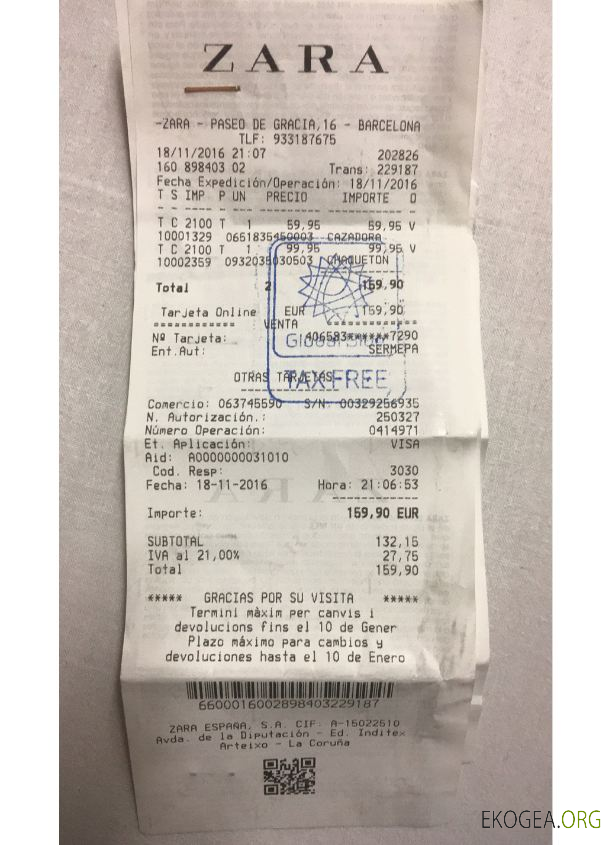 ZARA
-ZARA - PASEO DE GRACIA,16 - BARCELONA
TLF: 933187675
18/11/2016 21:07 202826
160 898403 02 Trans: 229187
Fecha Expedición/Operación: 18/11/2016
T S IMP P UN PRECIO IMPORTE O
T C 2100 T 1 59,95 59,95 V
10001329 0651835450003 CAZADORA
T C 2100 T 1 99,95 99,95 V
10002359 0932035030503 CHAQUETON
Total 2 159,90
Tarjeta Online EUR 159,90
============ VENTA ============
Nº Tarjeta: 406583******7290
Ent.Aut: SERMEPA
Global Blue
TAX FREE
OTRAS TARJETAS
Comercio: 063745590 S/N: 00329256935
N. Autorización.: 250327
Número Operación: 0414971
Et. Aplicación: VISA
Aid: A0000000031010
Cod. Resp: 3030
Fecha: 18-11-2016 Hora: 21:06:53
Importe: 159,90 EUR
SUBTOTAL 132,15
IVA al 21,00% 27,75
Total 159,90
***** GRACIAS POR SU VISITA *****
Termini màxim per canvis i
devolucions fins el 10 de Gener
Plazo máximo para cambios y
devoluciones hasta el 10 de Enero
6600016002898403229187
ZARA ESPAÑA, S.A. CIF: A-15022510
Avda. de la Diputación - Ed. Inditex
Arteixo - La Coruña
EKOGEA.ORG